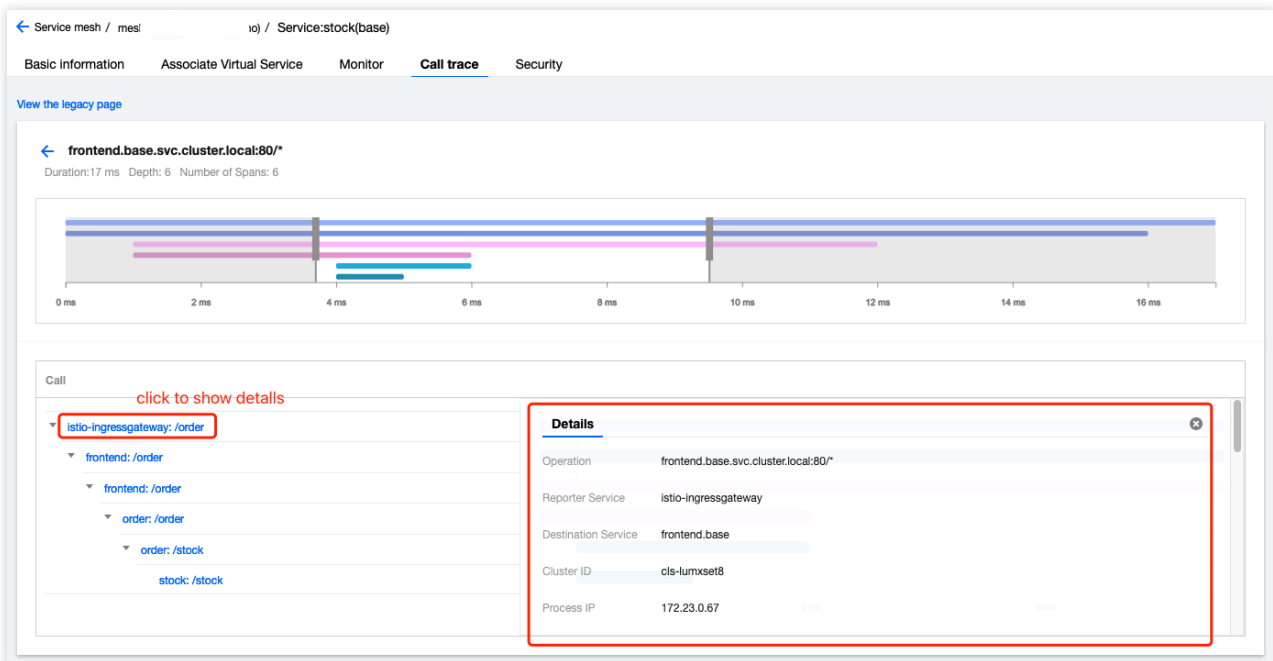 Service mesh / mesh no) / Service:stock(base)
Basic information Associate Virtual Service Monitor Call trace Security
View the legacy page
frontend.base.svc.cluster.local:80/*
Duration:17 ms Depth: 6 Number of Spans: 6
0 ms 2 ms 4 ms 6 ms 8 ms 10 ms 12 ms 14 ms 16 ms
Call
click to show detalls
istio-ingressgateway: /order
frontend: /order
frontend: /order
order: /order
order: /stock
stock: /stock
Details
Operation frontend.base.svc.cluster.local:80/*
Reporter Service istio-ingressgateway
Destination Service frontend.base
Cluster ID cls-lumxset8
Process IP 172.23.0.67